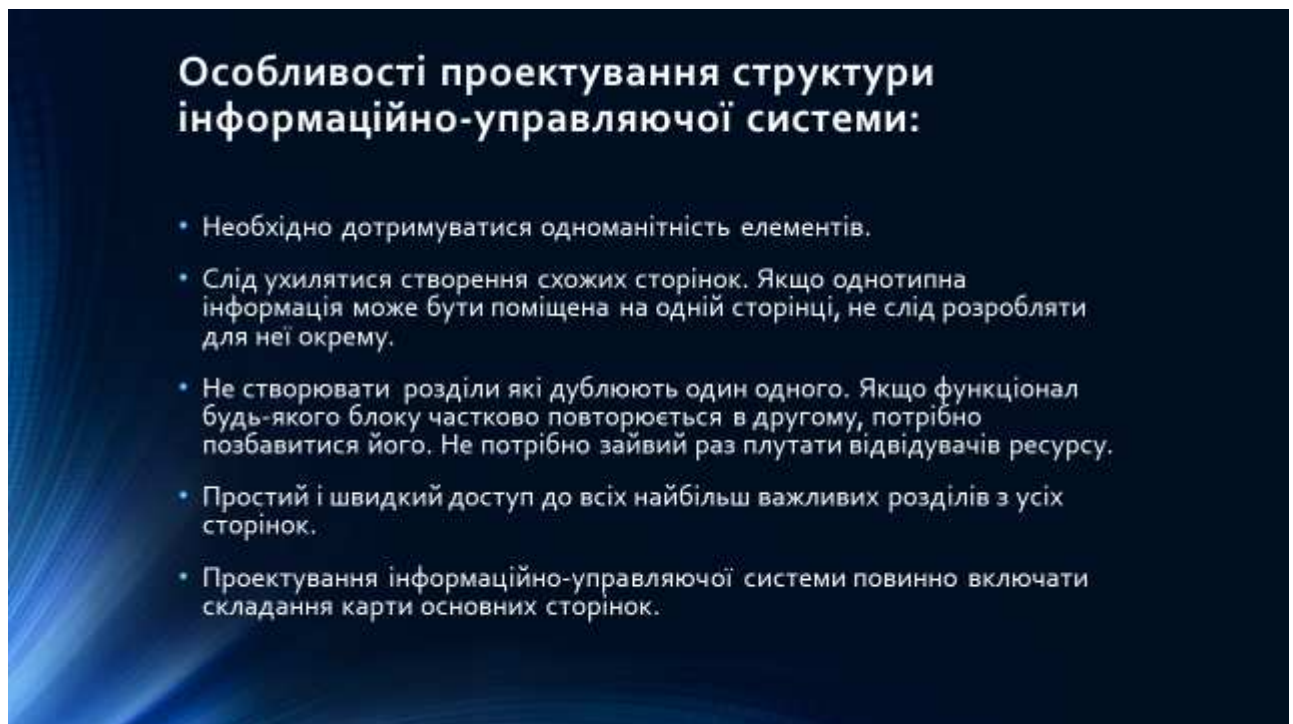 Особливості проектування структури
інформаційно-управляючої системи:
• Необхідно дотримуватися одноманітність елементів.
• Слід ухилятися створення схожих сторінок. Якщо однотипна
інформація може бути поміщена на одній сторінці, не слід розробляти
для неї окрему.
• Не створювати розділи які дублюють один одного. Якщо функціонал
будь-якого блоку частково повторюється в другому, потрібно
позбавитися його. Не потрібно зайвий раз плутати відвідувачів ресурсу.
• Простий і швидкий доступ до всіх найбільш важливих розділів з усіх
сторінок.
• Проектування інформаційно-управляючої системи повинно включати
складання карти основних сторінок.